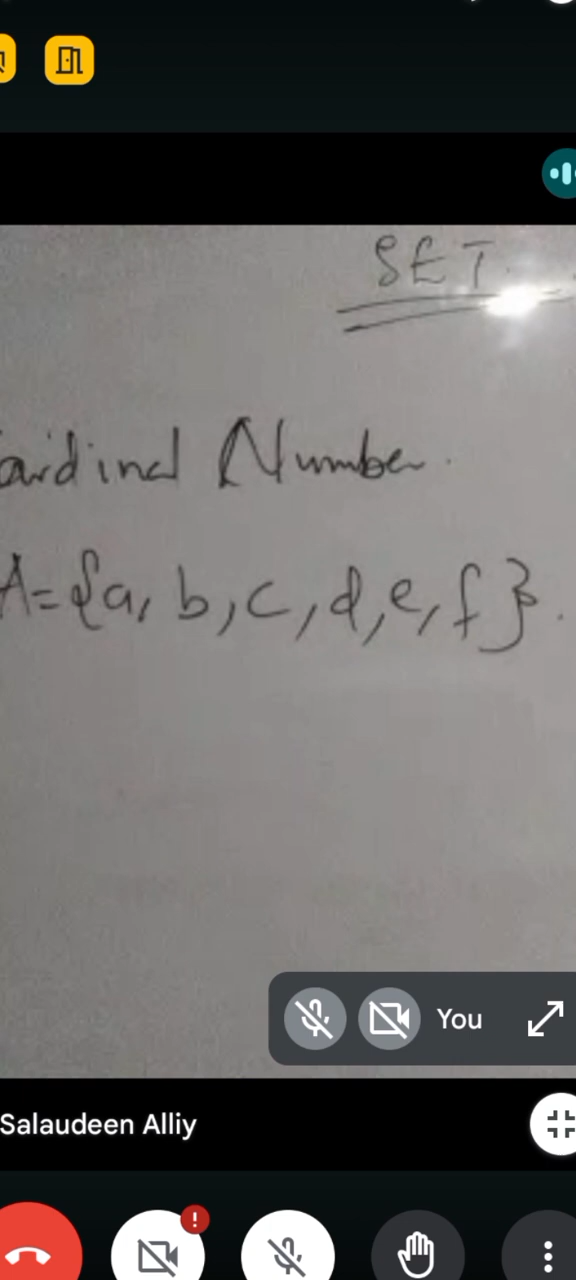 SET
ardinal Number.
A={a, b, c, d, e, f}.
You
Salaudeen Alliy
!